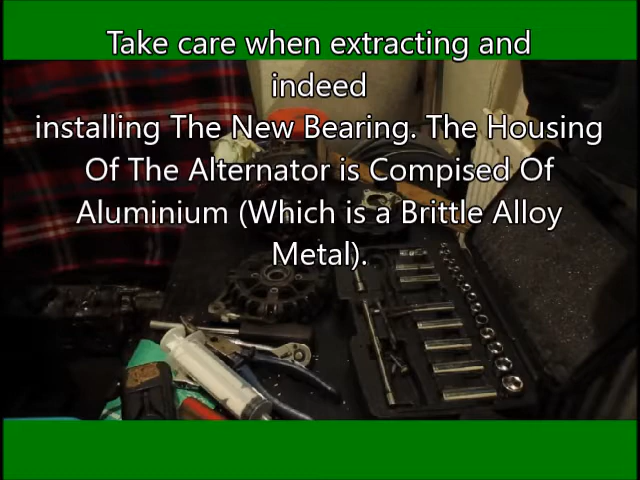 Take care when extracting and
indeed
installing The New Bearing. The Housing
Of The Alternator is Compised Of
Aluminium (Which is a Brittle Alloy
Metal).